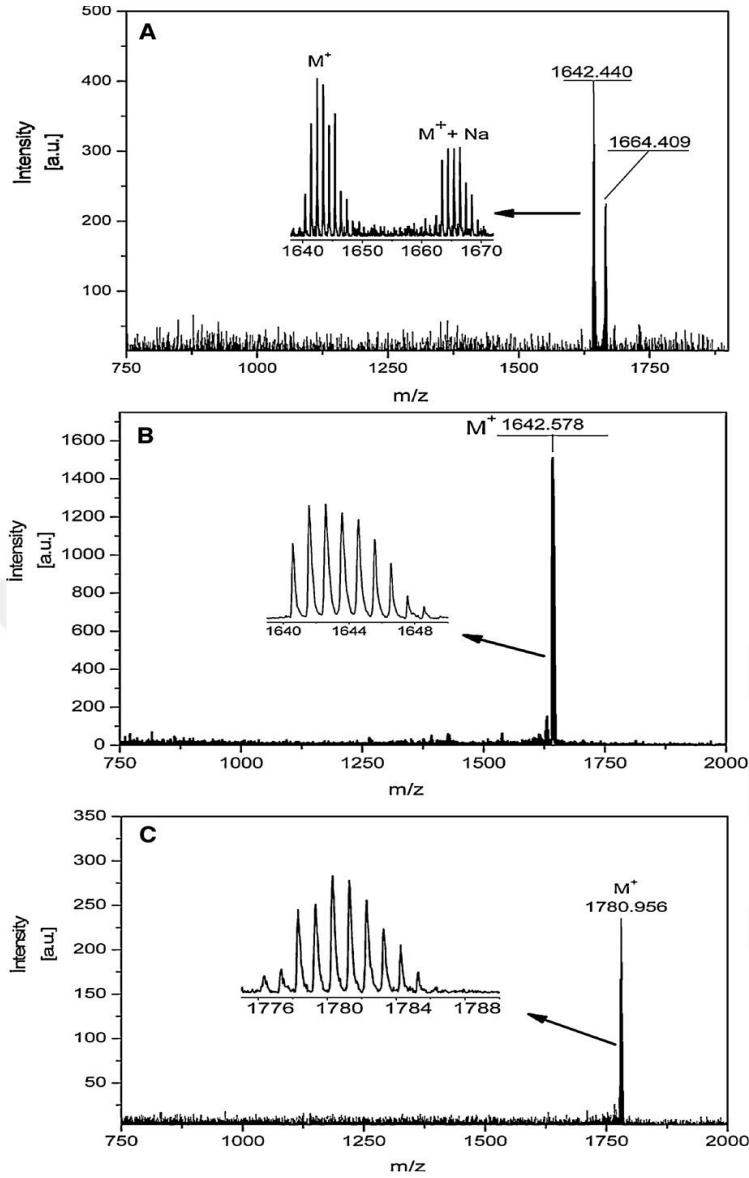 A
500
400
300
200
100
Intensity
[a.u.]
M⁺
M⁺ + Na
1642.440
1664.409
1640 1650 1660 1670
750 1000 1250 1500 1750
m/z
B
M⁺ 1642.578
1600
1400
1200
1000
800
600
400
200
0
Intensity
[a.u.]
1640 1644 1648
750 1000 1250 1500 1750 2000
m/z
C
350
300
250
200
150
100
50
Intensity
[a.u.]
M⁺
1780.956
1776 1780 1784 1788
750 1000 1250 1500 1750 2000
m/z